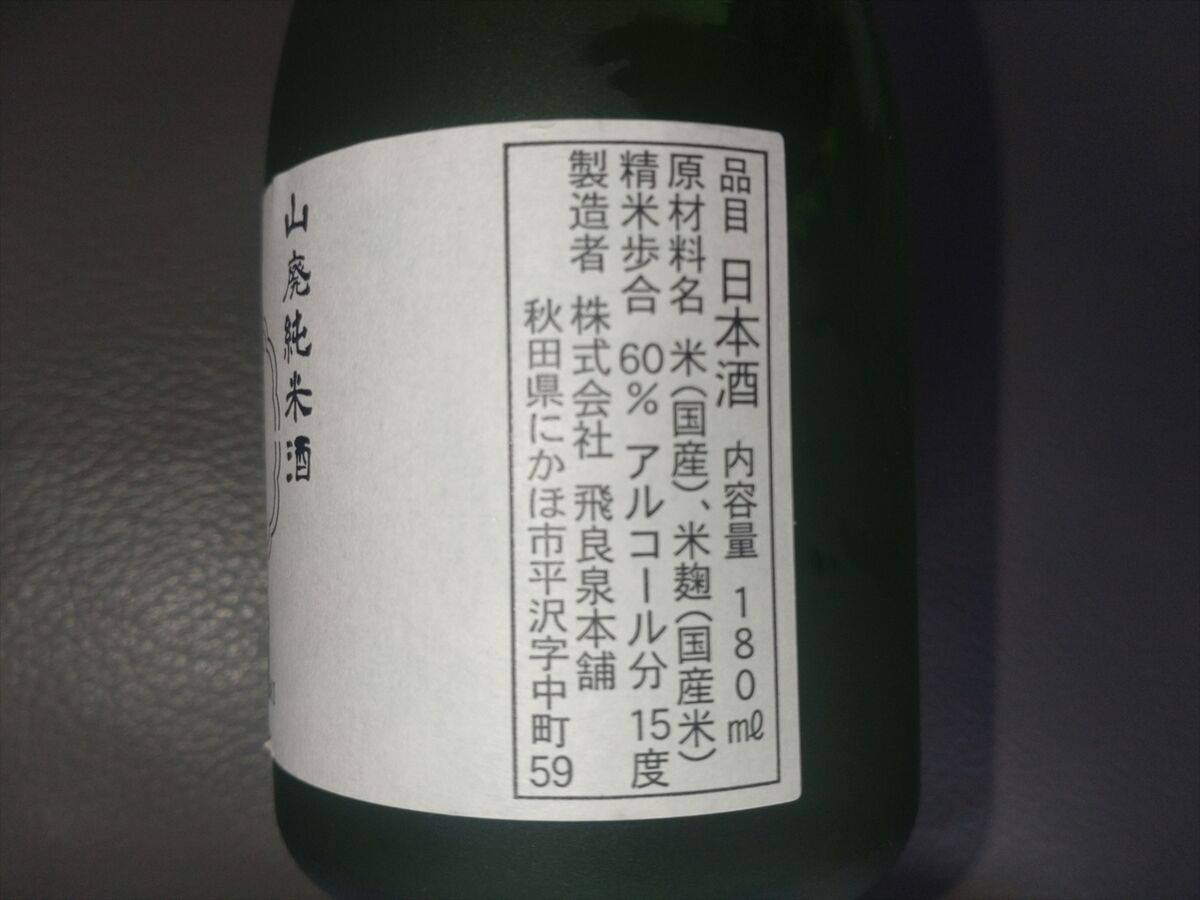 品目 日本酒 内容量 180㎖
原材料名 米(国産)、米麹(国産米)
精米歩合 60% アルコール分 15度
製造者 株式会社 飛良泉本舗
秋田県にかほ市平沢字中町59
山廃純米酒